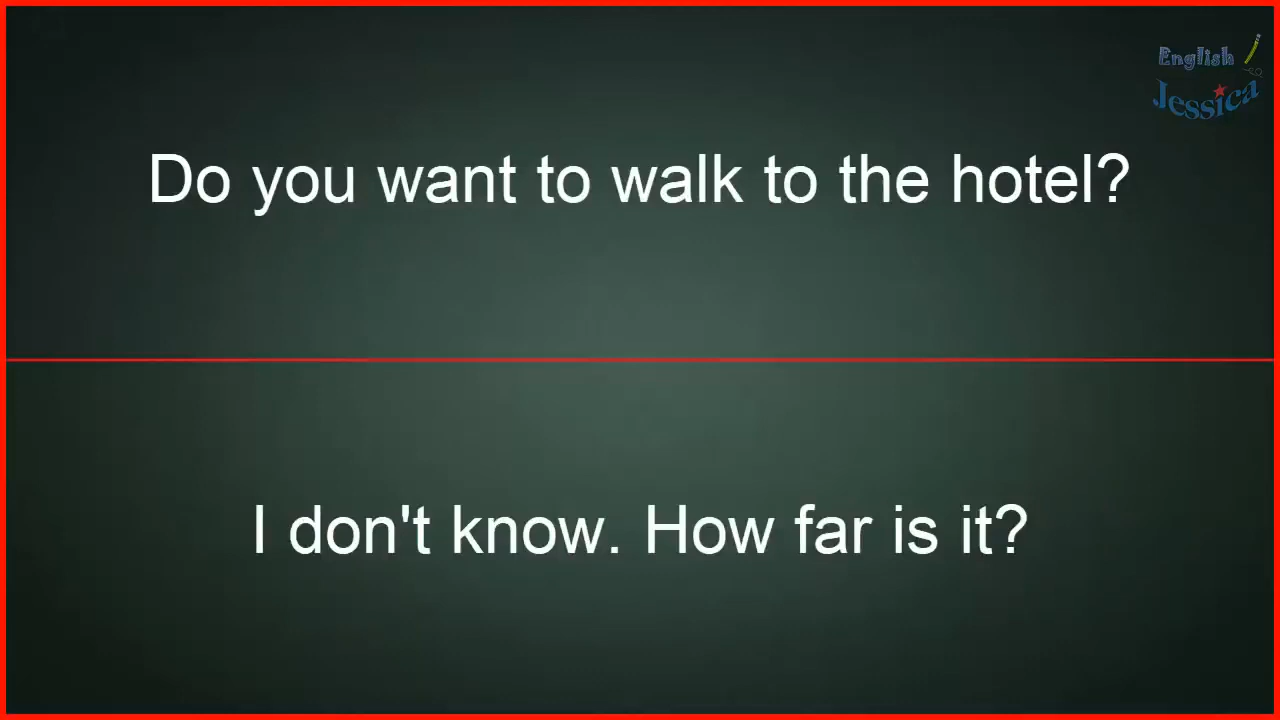 English
Jessica
Do you want to walk to the hotel?
I don't know. How far is it?